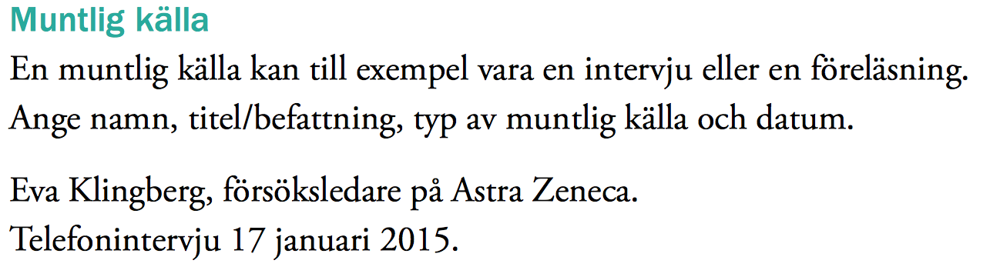 Muntlig källa
En muntlig källa kan till exempel vara en intervju eller en föreläsning.
Ange namn, titel/befattning, typ av muntlig källa och datum.
Eva Klingberg, försöksledare på Astra Zeneca.
Telefonintervju 17 januari 2015.